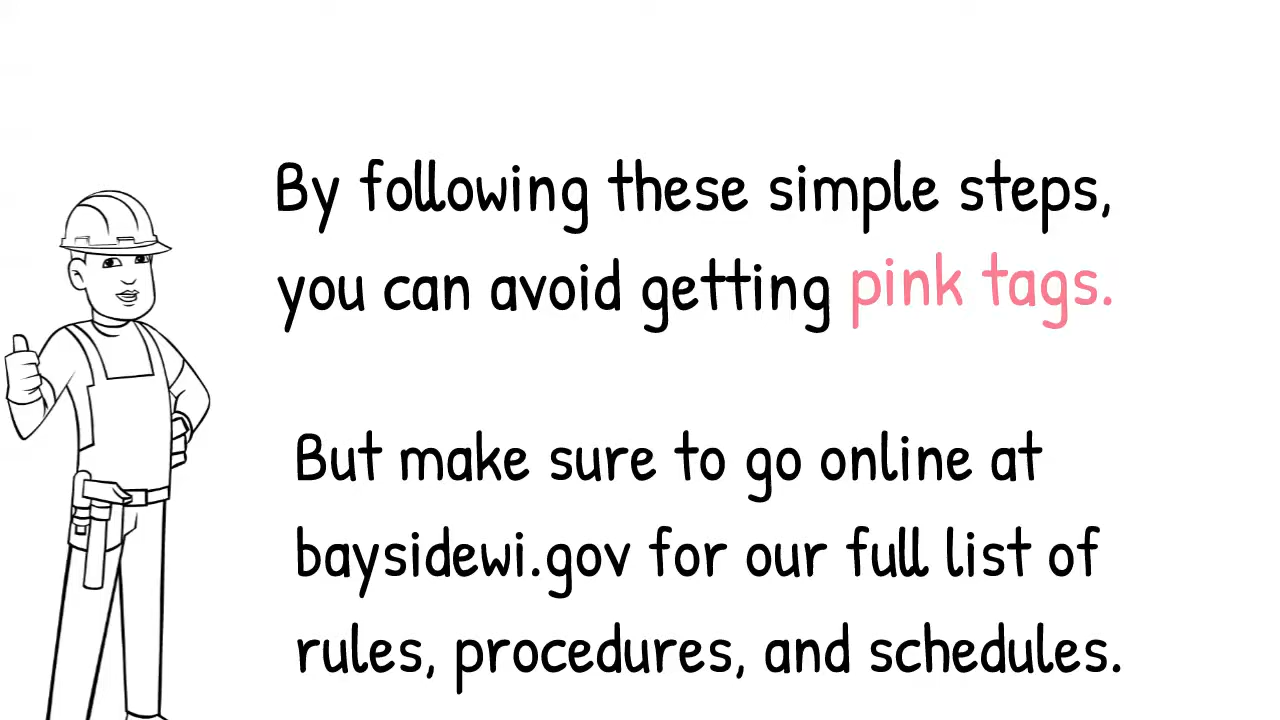 By following these simple steps,
you can avoid getting pink tags.
But make sure to go online at
baysidewi.gov for our full list of
rules, procedures, and schedules.